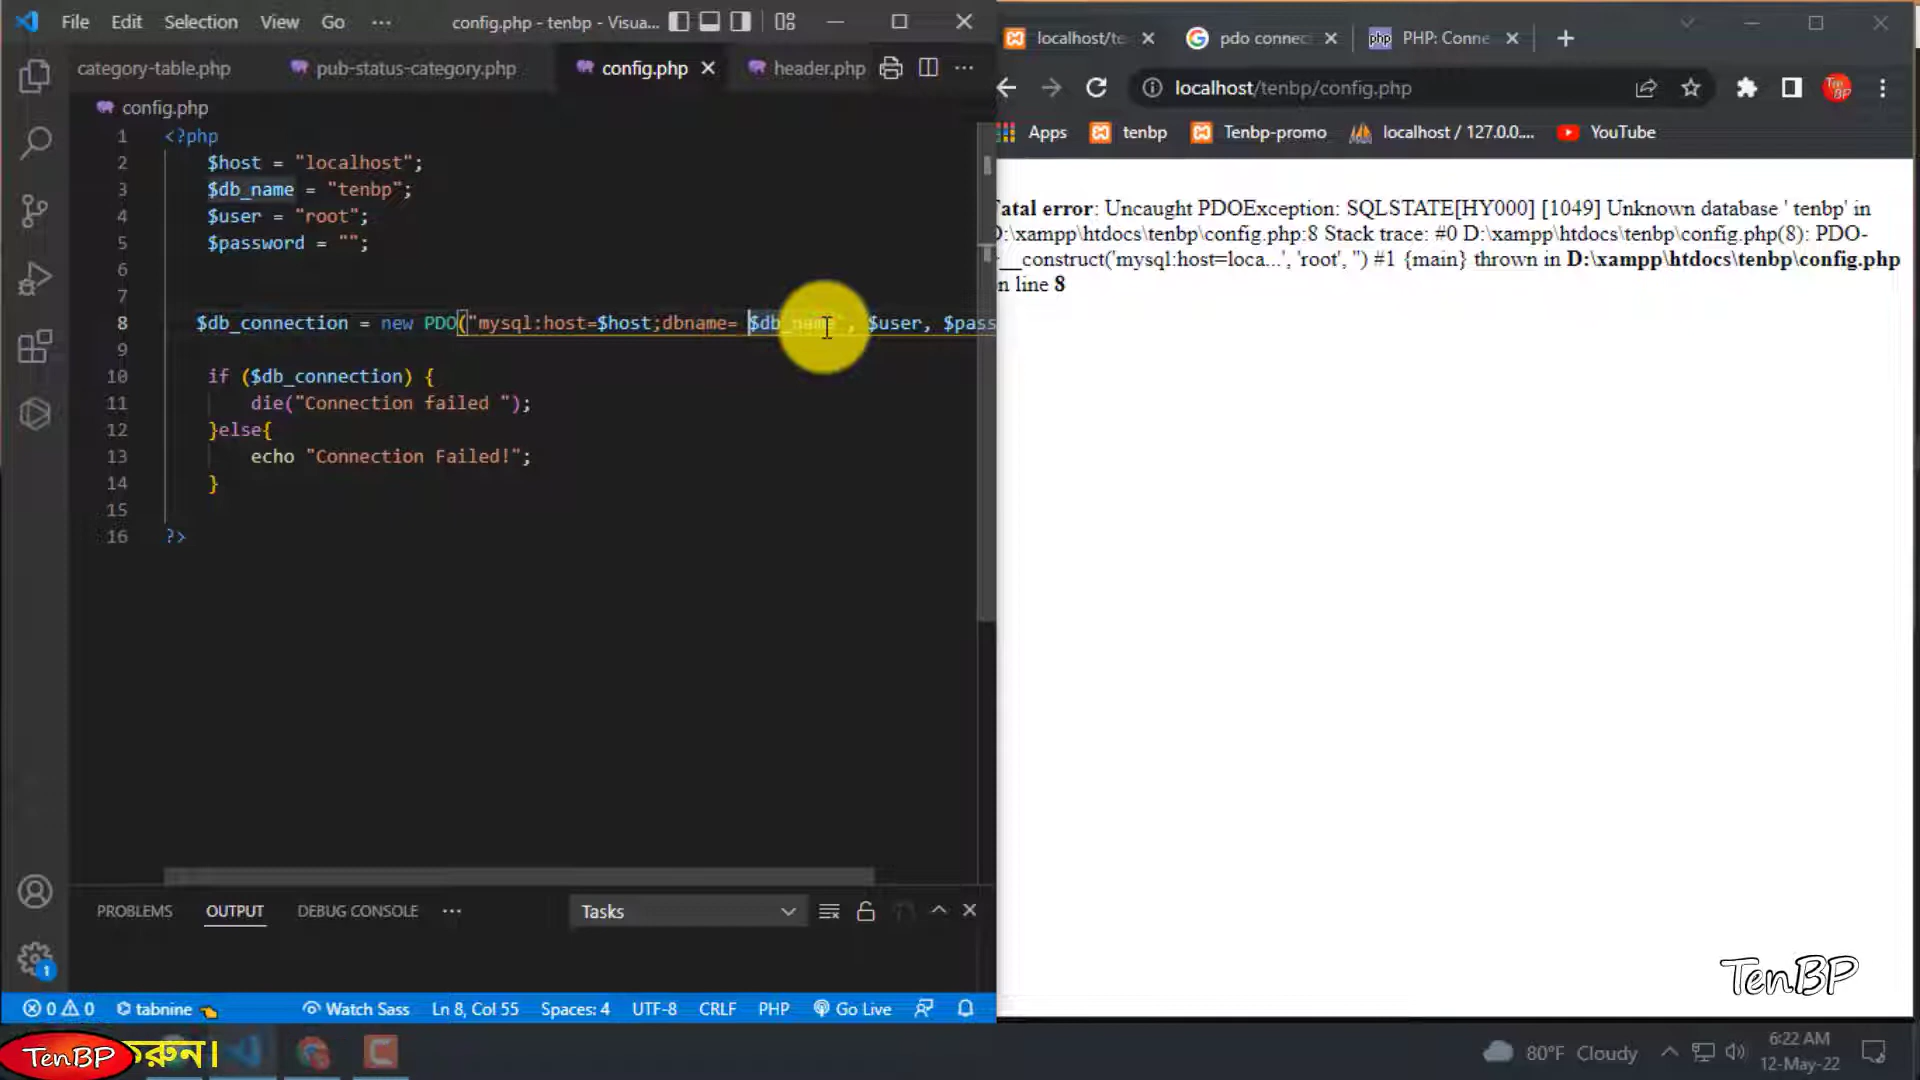 File Edit Selection View Go ··· config.php - tenbp - Visua...
category-table.php pub-status-category.php config.php header.php
config.php
1 <?php
2 $host = "localhost";
3 $db_name = "tenbp";
4 $user = "root";
5 $password = "";
6
7
8 $db_connection = new PDO("mysql:host=$host;dbname= $db_name", $user, $pass
9
10 if ($db_connection) {
11 die("Connection failed ");
12 }else{
13 echo "Connection Failed!";
14 }
15
16 ?>
PROBLEMS OUTPUT DEBUG CONSOLE ··· Tasks
0 0 tabnine Watch Sass Ln 8, Col 55 Spaces: 4 UTF-8 CRLF PHP Go Live
localhost/te pdo connec php PHP: Conne
localhost/tenbp/config.php
Apps tenbp Tenbp-promo localhost / 127.0.0.... YouTube
atal error: Uncaught PDOException: SQLSTATE[HY000] [1049] Unknown database ' tenbp' in
:\xampp\htdocs\tenbp\config.php:8 Stack trace: #0 D:\xampp\htdocs\tenbp\config.php(8): PDO-
__construct('mysql:host=loca...', 'root', '') #1 {main} thrown in D:\xampp\htdocs\tenbp\config.php
n line 8
TenBP
TenBP করুন।
80°F Cloudy 6:22 AM
12-May-22